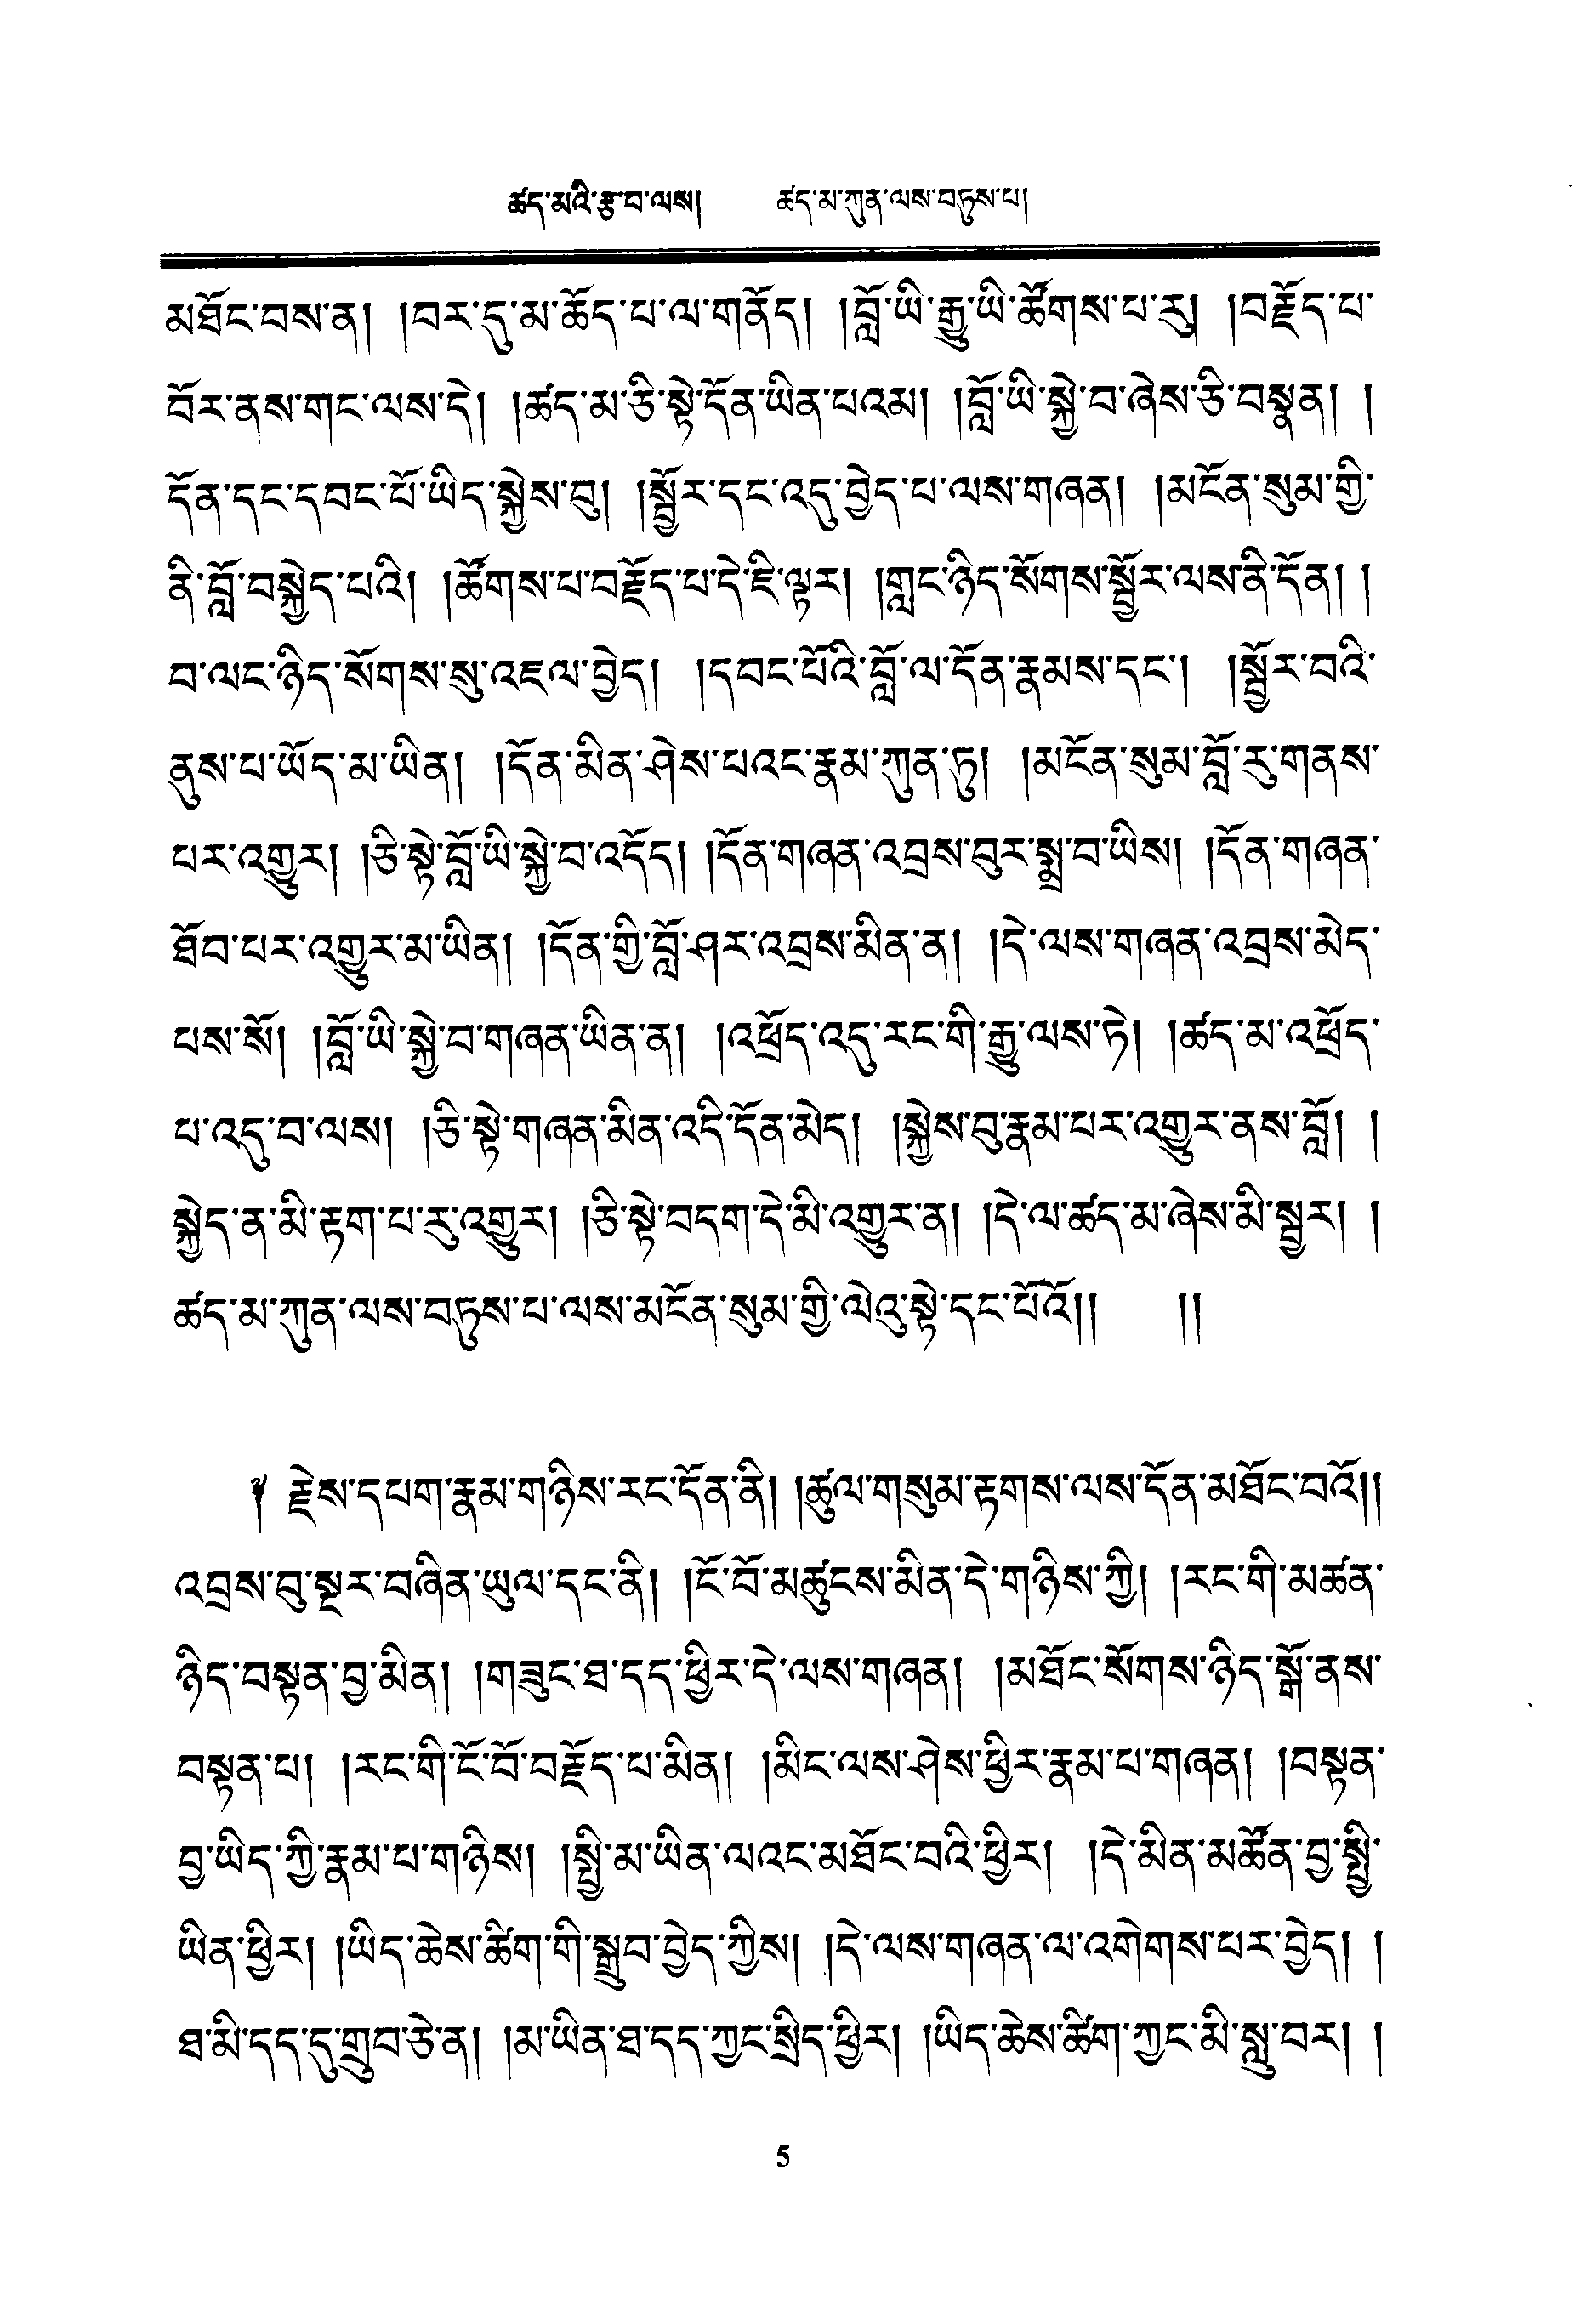 ཚད་མའི་རྩ་བ་ལས། ཚད་མ་ཀུན་ལས་བཏུས་པ།
མཐོང་བས་ན། །བར་དུ་མ་ཆོད་པ་ལ་གནོད། །བློ་ཡི་རྒྱུ་ཡི་ཚོགས་པ་རུ། །བརྗོད་པ་
བོར་ནས་གང་ལས་དེ། །ཚད་མ་ཅི་སྟེ་དོན་ཡིན་པའམ། །བློ་ཡི་སྐྱེ་བ་ཞེས་ཅི་བསྣན། །
དོན་དང་དབང་པོ་ཡིད་སྐྱེས་བུ། །སྦྱོར་དང་འདུ་བྱེད་པ་ལས་གཞན། །མངོན་སུམ་གྱི་
ནི་བློ་བསྐྱེད་པའི། །ཚོགས་པ་བརྗོད་པ་དེ་ཇི་ལྟར། །གླང་ཉིད་སོགས་སྦྱོར་ལས་ནི་དོན། །
བ་ལང་ཉིད་སོགས་སུ་འཇལ་བྱེད། །དབང་པོའི་བློ་ལ་དོན་རྣམས་དང་། །སྦྱོར་བའི་
ནུས་པ་ཡོད་མ་ཡིན། །དོན་མིན་ཤེས་པའང་རྣམ་ཀུན་ཏུ། །མངོན་སུམ་བློ་རུ་གནས་
པར་འགྱུར། །ཅི་སྟེ་བློ་ཡི་སྐྱེ་བ་འདོད། །དོན་གཞན་འབྲས་བུར་སྨྲ་བ་ཡིས། །དོན་གཞན་
ཐོབ་པར་འགྱུར་མ་ཡིན། །དོན་གྱི་བློ་ཤར་འབྲས་མིན་ན། །དེ་ལས་གཞན་འབྲས་མེད་
པས་སོ། །བློ་ཡི་སྐྱེ་བ་གཞན་ཡིན་ན། །འཕྲོད་འདུ་རང་གི་རྒྱུ་ལས་ཏེ། །ཚད་མ་འཕྲོད་
པ་འདུ་བ་ལས། །ཅི་སྟེ་གཞན་མིན་འདི་དོན་མེད། །སྐྱེས་བུ་རྣམ་པར་འགྱུར་ནས་བློ། །
སྐྱེད་ན་མི་རྟག་པ་རུ་འགྱུར། །ཅི་སྟེ་བདག་དེ་མི་འགྱུར་ན། །དེ་ལ་ཚད་མ་ཞེས་མི་སྦྱར། །
ཚད་མ་ཀུན་ལས་བཏུས་པ་ལས་མངོན་སུམ་གྱི་ལེའུ་སྟེ་དང་པོའོ།། །།
༈ རྗེས་དཔག་རྣམ་གཉིས་རང་དོན་ནི། །ཚུལ་གསུམ་རྟགས་ལས་དོན་མཐོང་བའོ།།
འབྲས་བུ་སྔར་བཞིན་ཡུལ་དང་ནི། །ངོ་བོ་མཚུངས་མིན་དེ་གཉིས་ཀྱི། །རང་གི་མཚན་
ཉིད་བསྟན་བྱ་མིན། །གཟུང་ཐ་དད་ཕྱིར་དེ་ལས་གཞན། །མཐོང་སོགས་ཉིད་སྒོ་ནས་
བསྟན་པ། །རང་གི་ངོ་བོ་བརྗོད་པ་མིན། །མིང་ལས་ཤེས་ཕྱིར་རྣམ་པ་གཞན། །བསྟན་
བྱ་ཡིད་ཀྱི་རྣམ་པ་གཉིས། །སྤྱི་མ་ཡིན་ལའང་མཐོང་བའི་ཕྱིར། །དེ་མིན་མཚོན་བྱ་སྤྱི་
ཡིན་ཕྱིར། །ཡིད་ཆེས་ཚིག་གི་སྒྲུབ་བྱེད་ཀྱིས། །དེ་ལས་གཞན་ལ་འགེགས་པར་བྱེད། །
ཐ་མི་དད་དུ་གྲུབ་ཅེ་ན། །མ་ཡིན་ཐ་དད་ཀྱང་སྲིད་ཕྱིར། །ཡིད་ཆེས་ཚིག་ཀྱང་མི་སླུ་བར། །
5